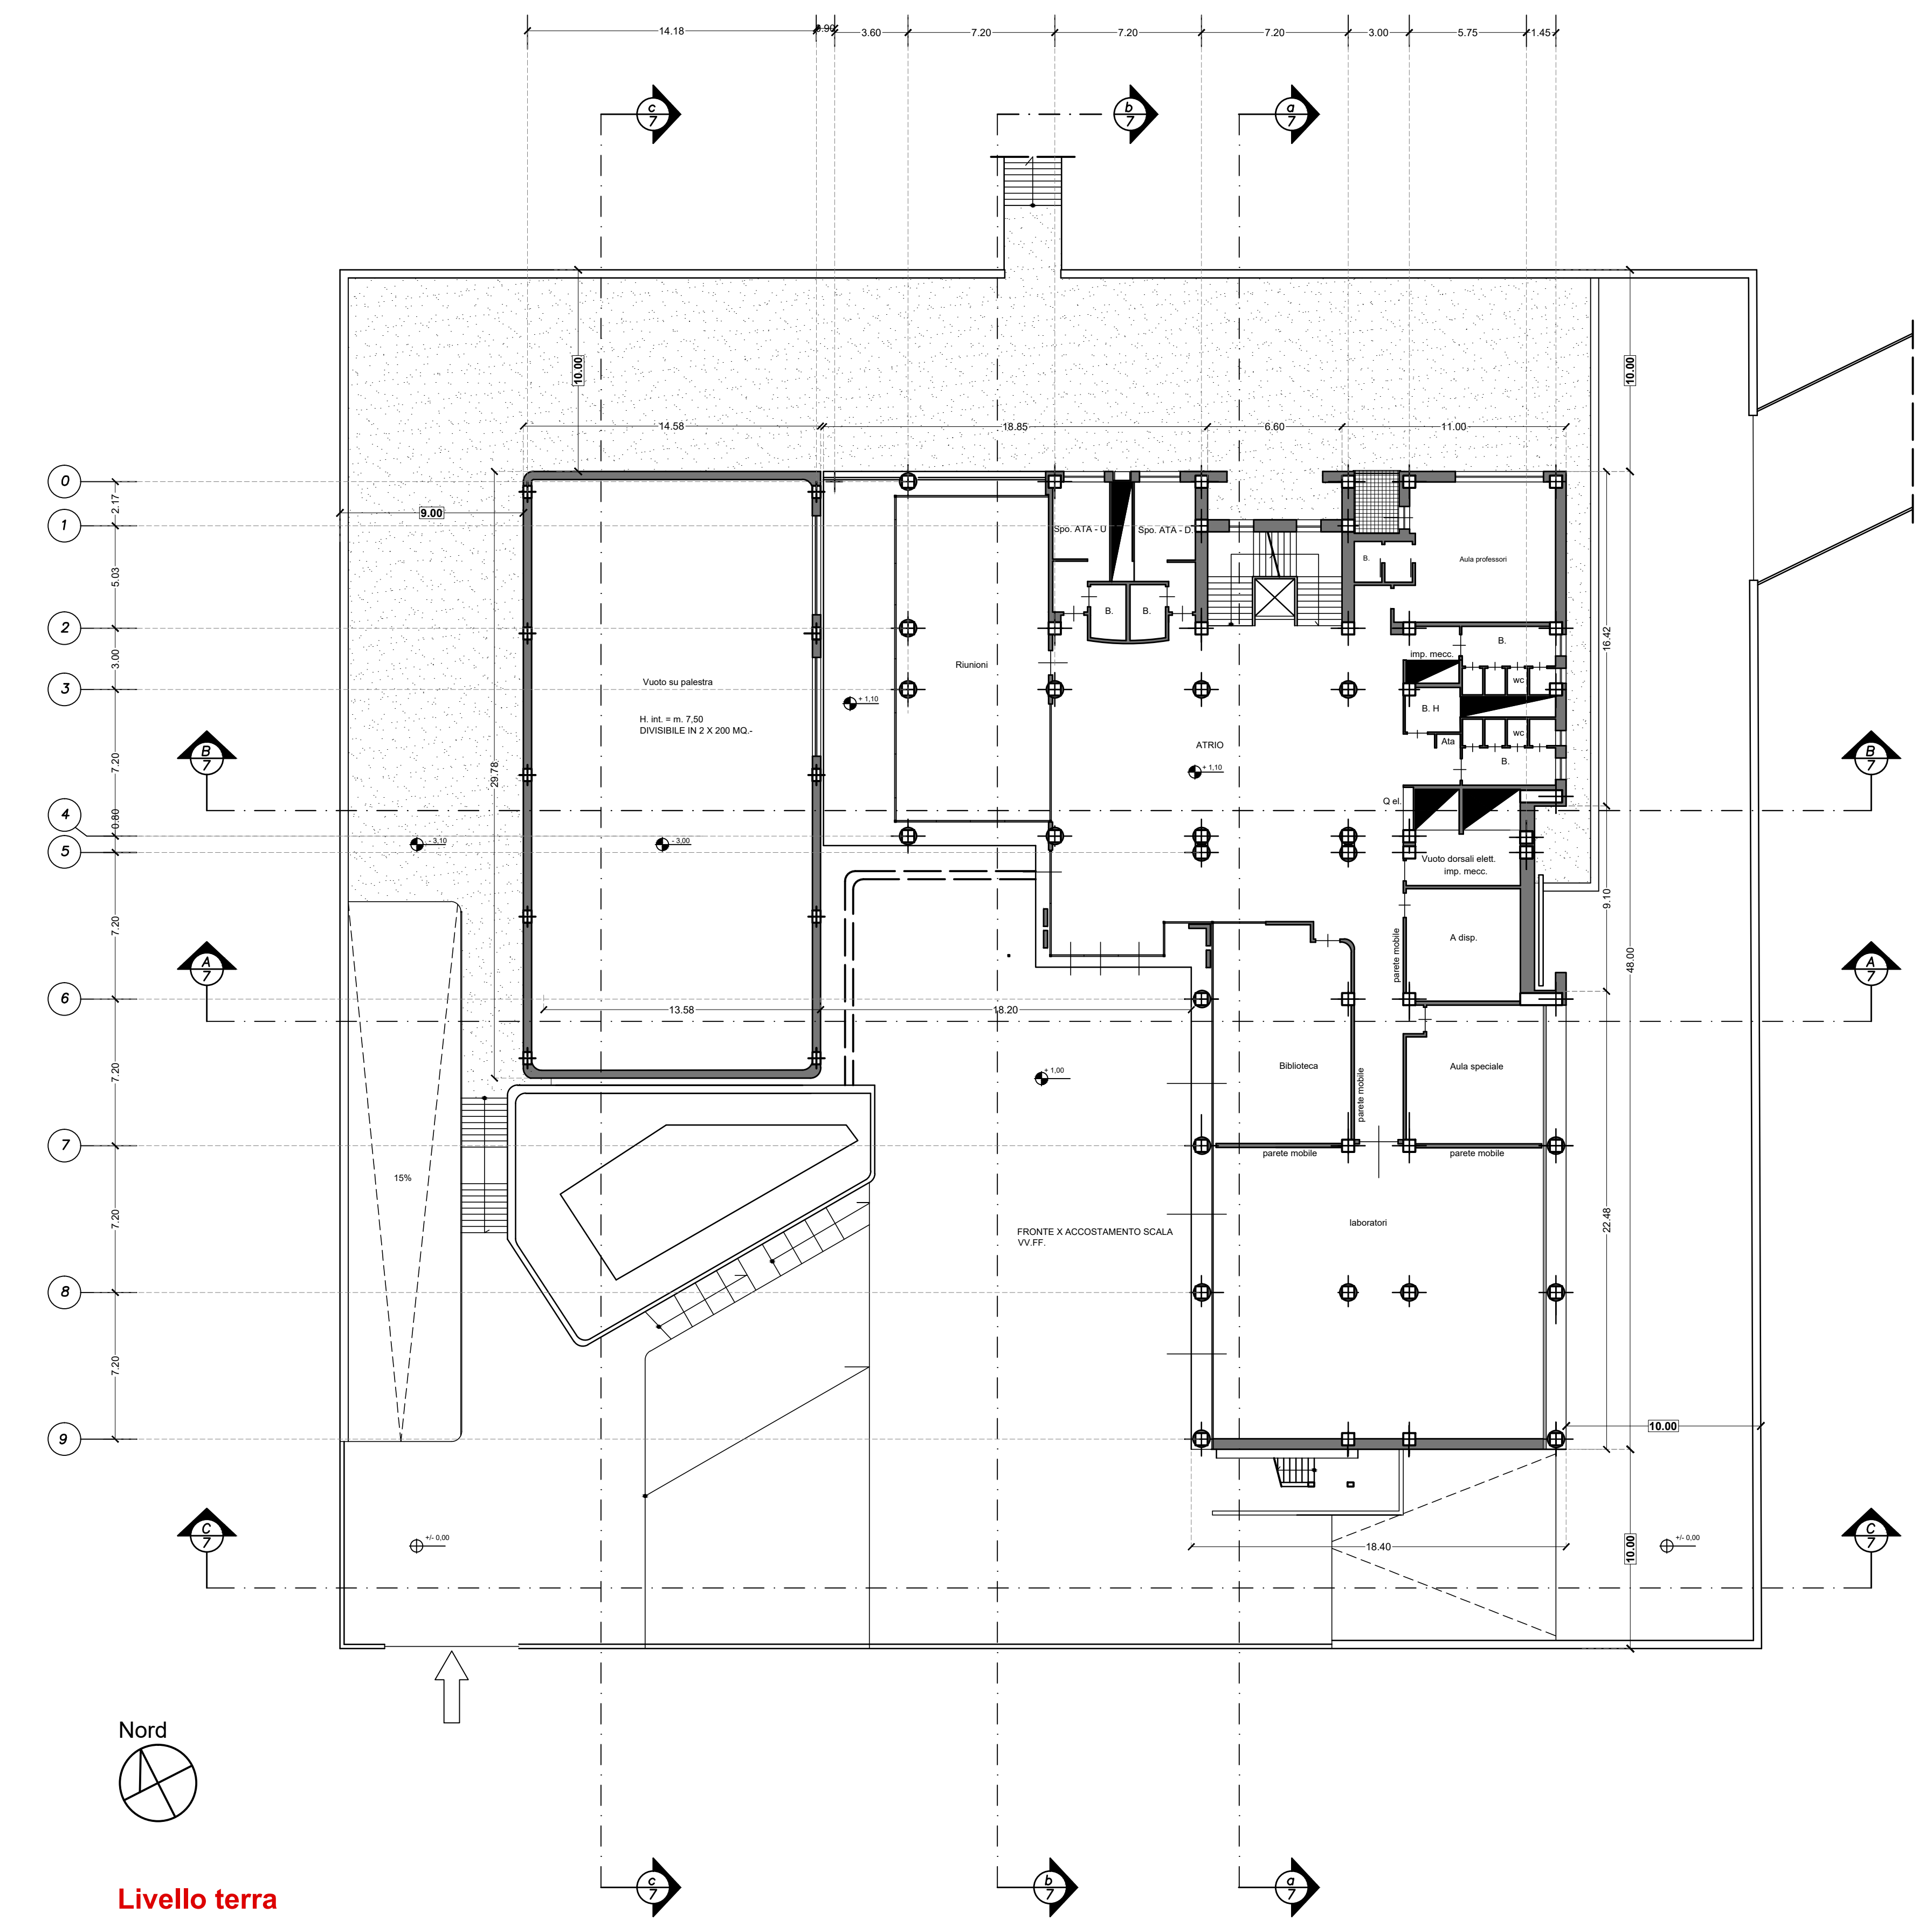 14.18
0.90
3.60
7.20
7.20
7.20
3.00
5.75
1.45
c
7
b
7
a
7
10.00
10.00
14.58
18.85
6.60
11.00
0
2.17
9.00
1
Spo. ATA - U
Spo. ATA - D.
B.
Aula professori
5.03
B.
B.
2
16.42
B.
imp. mecc.
3.00
Riunioni
Vuoto su palestra
wc
3
+ 1,10
B. H
H. int. = m. 7,50
DIVISIBILE IN 2 X 200 MQ.-
wc
Ata
ATRIO
B
7
B
7
7.20
29.78
+ 1,10
B.
Q el.
4
0.80
- 3,10
- 3,00
5
Vuoto dorsali elett.
imp. mecc.
9.10
7.20
A disp.
parete mobile
48.00
A
7
A
7
6
13.58
18.20
7.20
+ 1,00
Biblioteca
Aula speciale
parete mobile
7
parete mobile
parete mobile
15%
7.20
22.48
laboratori
FRONTE X ACCOSTAMENTO SCALA
VV.FF.
8
7.20
10.00
9
C
7
+/- 0,00
+/- 0,00
C
7
18.40
10.00
Nord
c
7
b
7
a
7
Livello terra